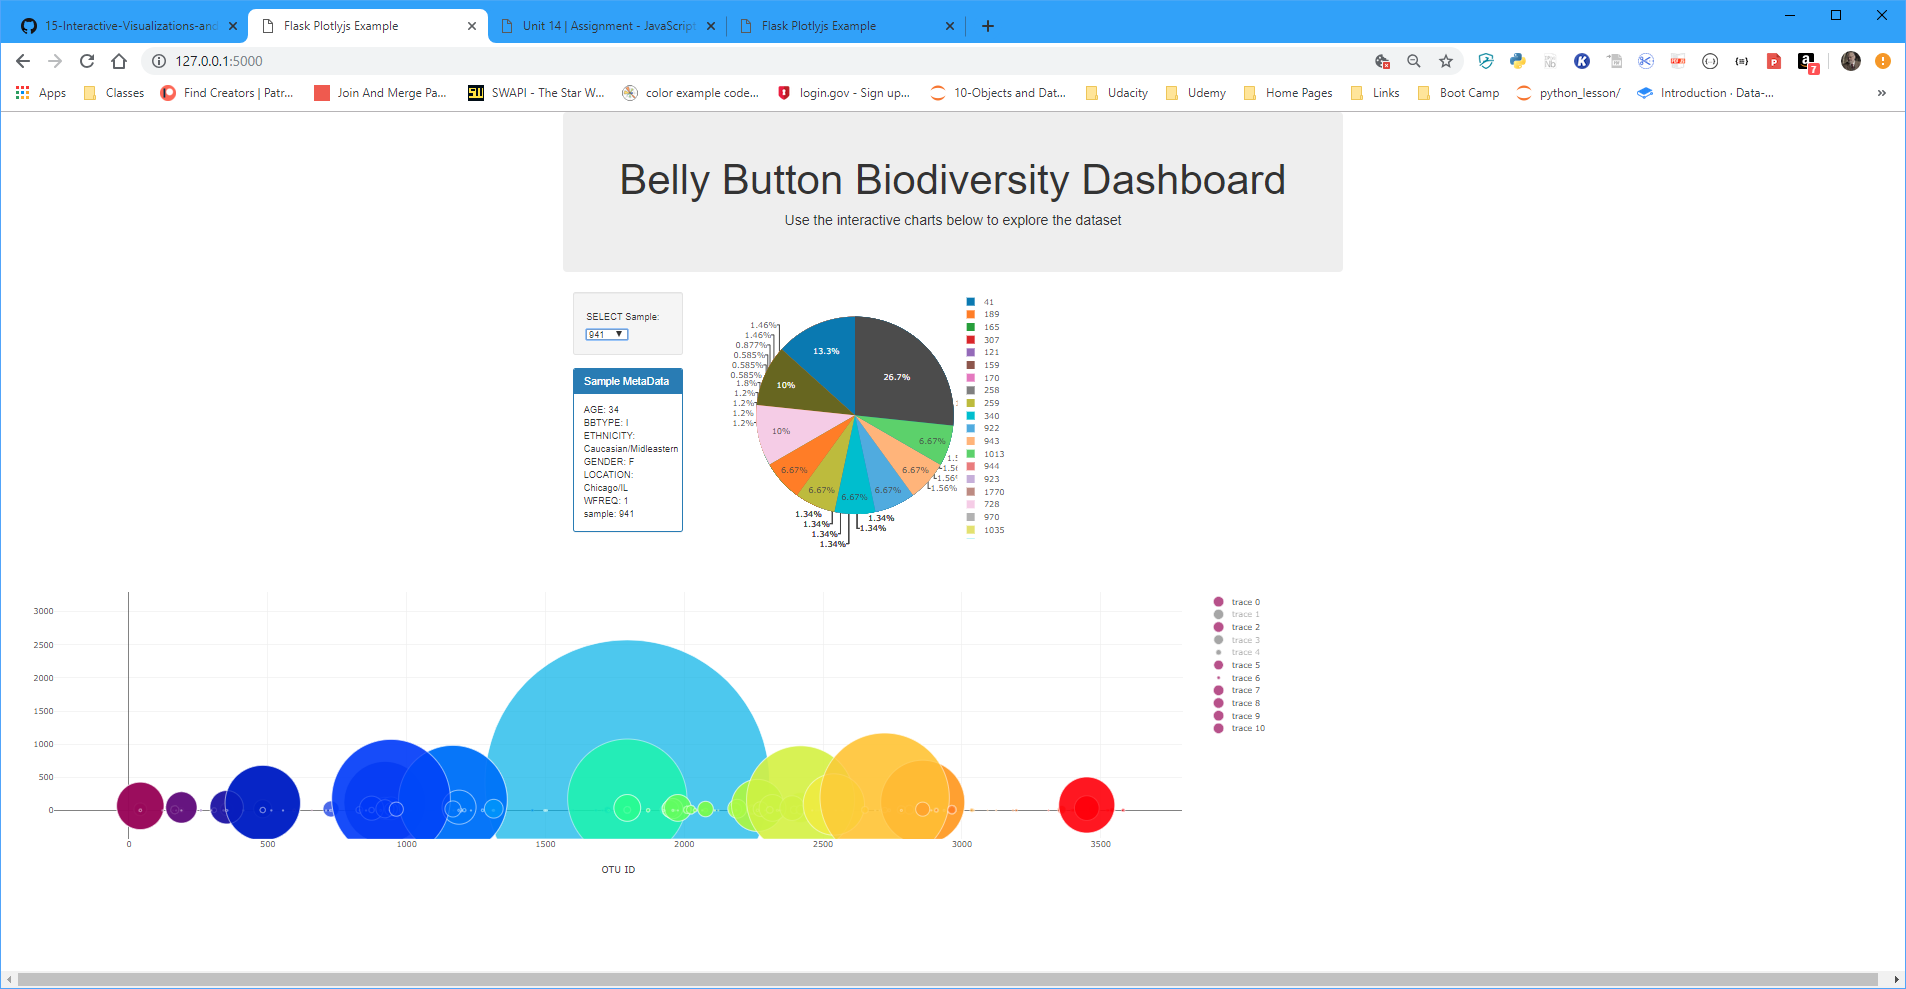 15-Interactive-Visualizations-and
Flask Plotlyjs Example
Unit 14 | Assignment - JavaScript
Flask Plotlyjs Example
127.0.0.1:5000
Apps
Classes
Find Creators | Patr...
Join And Merge Pa...
SWAPI - The Star W...
color example code...
login.gov - Sign up...
10-Objects and Dat...
Udacity
Udemy
Home Pages
Links
Boot Camp
python_lesson/
Introduction · Data-...
Belly Button Biodiversity Dashboard
Use the interactive charts below to explore the dataset
SELECT Sample:
941
Sample MetaData
AGE: 34
BBTYPE: I
ETHNICITY:
Caucasian/Midleastern
GENDER: F
LOCATION:
Chicago/IL
WFREQ: 1
sample: 941
1.46%
1.46%
0.877%
0.585%
0.585%
0.585%
1.8%
1.2%
1.2%
1.2%
1.2%
13.3%
26.7%
10%
10%
6.67%
6.67%
6.67%
6.67%
6.67%
6.67%
1.56%
1.34%
1.34%
1.34%
1.34%
1.34%
1.34%
41
189
165
307
121
159
170
258
259
340
922
943
1013
944
923
1770
728
970
1035
3000
2500
2000
1500
1000
500
0
0
500
1000
1500
2000
2500
3000
3500
OTU ID
trace 0
trace 1
trace 2
trace 3
trace 4
trace 5
trace 6
trace 7
trace 8
trace 9
trace 10